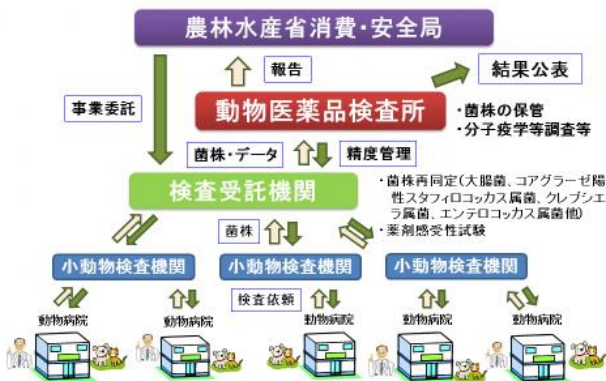 農林水産省消費・安全局
報告
結果公表
事業委託
動物医薬品検査所
・菌株の保管
・分子疫学等調査等
菌株・データ
精度管理
検査受託機関
・菌株再同定(大腸菌、コアグラーゼ陽
性スタフィロコッカス属菌、クレブシエ
ラ属菌、エンテロコッカス属菌他)
・薬剤感受性試験
菌株
小動物検査機関
小動物検査機関
小動物検査機関
検査依頼
動物病院
動物病院
動物病院
動物病院
動物病院